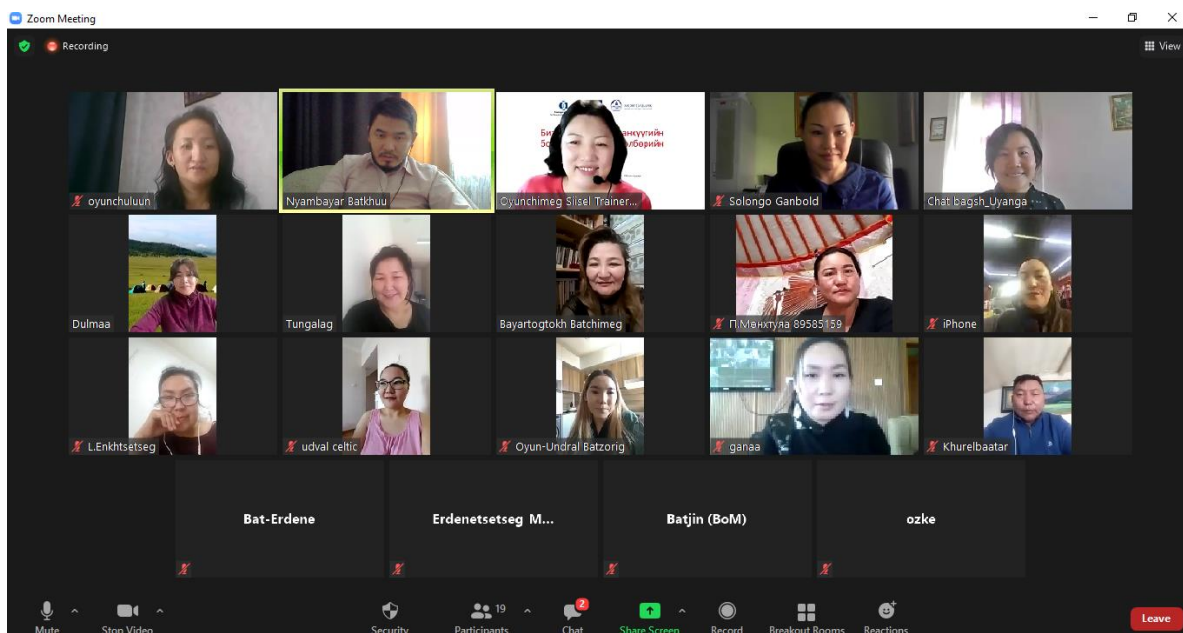 Zoom Meeting
Recording
View
oyunchuluun
Nyambayar Batkhuu
Oyunchimeg Siisel Trainer...
Solongo Ganbold
Chat bagsh_Uyanga
Dulmaa
Tungalag
Bayartogtokh Batchimeg
П.Мөнхтуяа 89585159
iPhone
L.Enkhtsetseg
udval celtic
Oyun-Undral Batzorig
ganaa
Khurelbaatar
Bat-Erdene
Erdenetsetseg M...
Batjin (BoM)
ozke
19
2
Mute
Stop Video
Security
Participants
Chat
Share Screen
Record
Breakout Rooms
Reactions
Leave